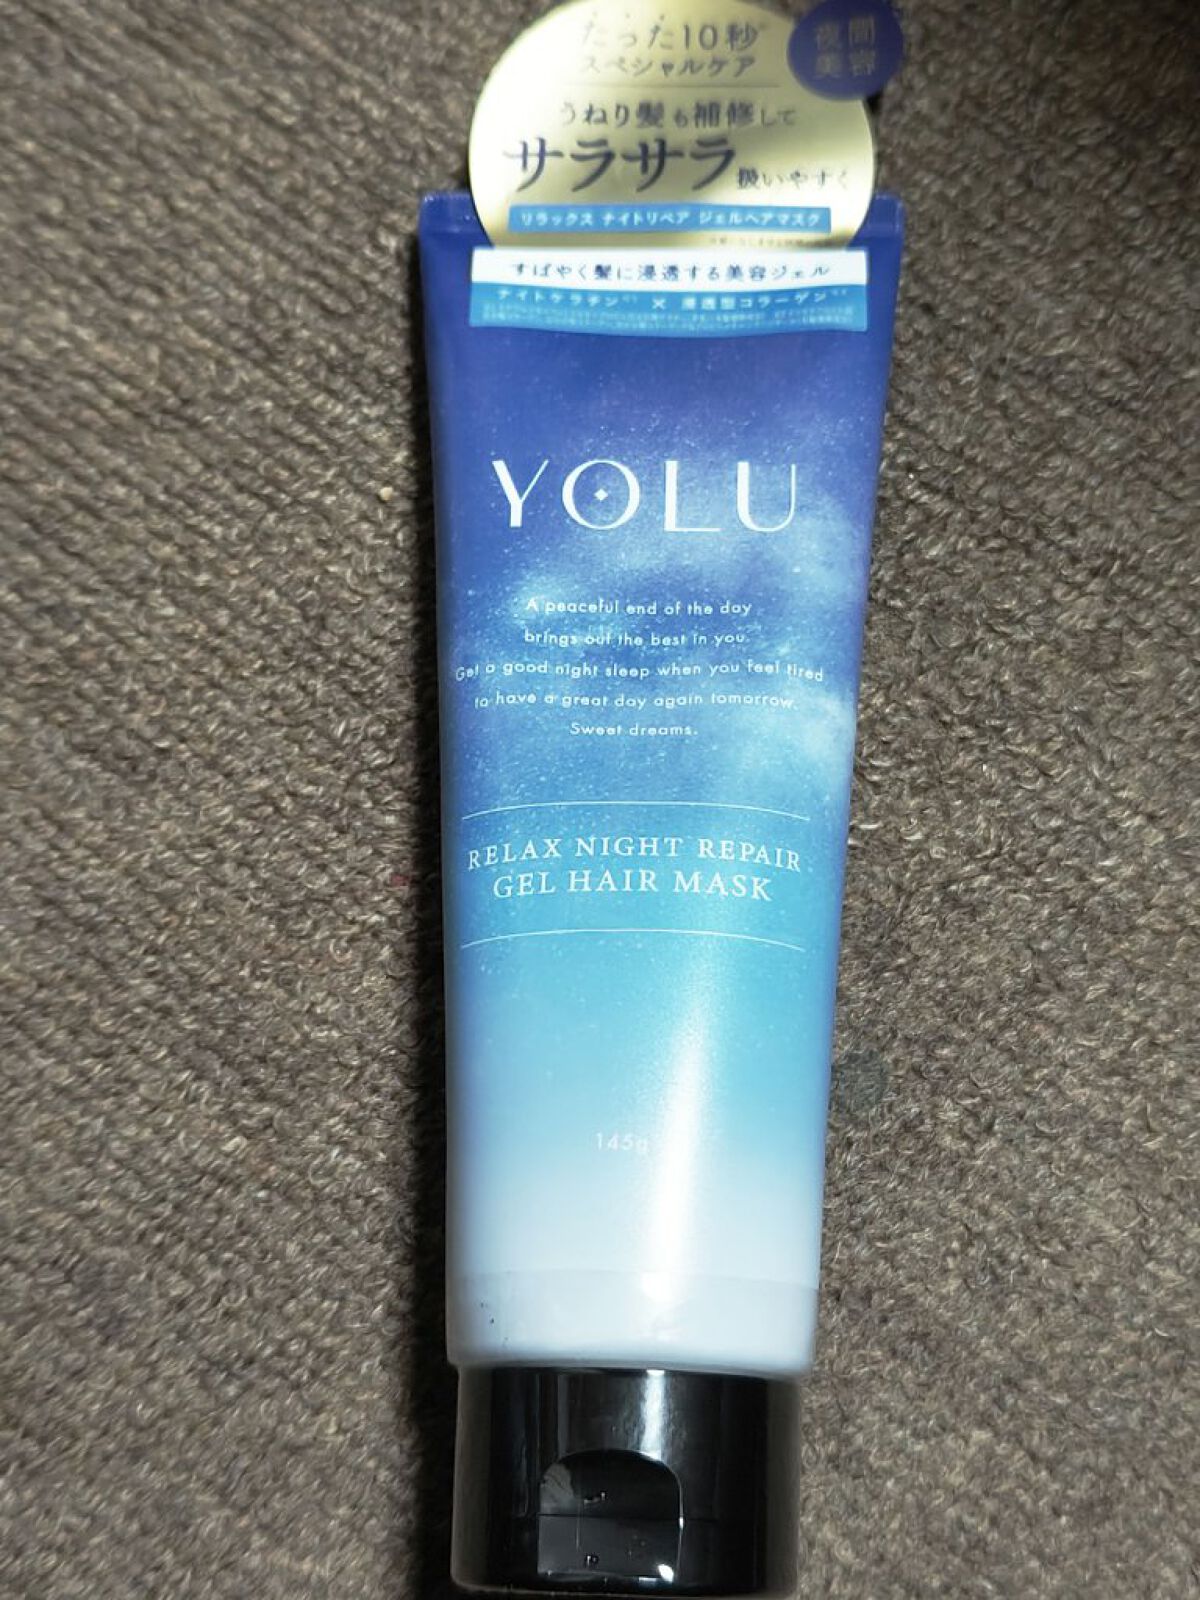 たった10秒
スペシャルケア
夜間
美容
うねり髪も補修して
サラサラ 扱いやすく
リラックス ナイトリペア ジェルヘアマスク
すばやく髪に浸透する美容ジェル
ナイトケラチン × 浸透型コラーゲン
YOLU
A peaceful end of the day
brings out the best in you.
Get a good night sleep when you feel tired
to have a great day again tomorrow.
Sweet dreams.
RELAX NIGHT REPAIR
GEL HAIR MASK
145g